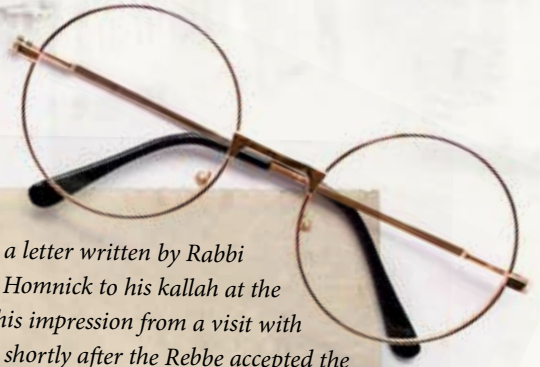 a letter written by Rabbi
Homnick to his kallah at the
his impression from a visit with
shortly after the Rebbe accepted the